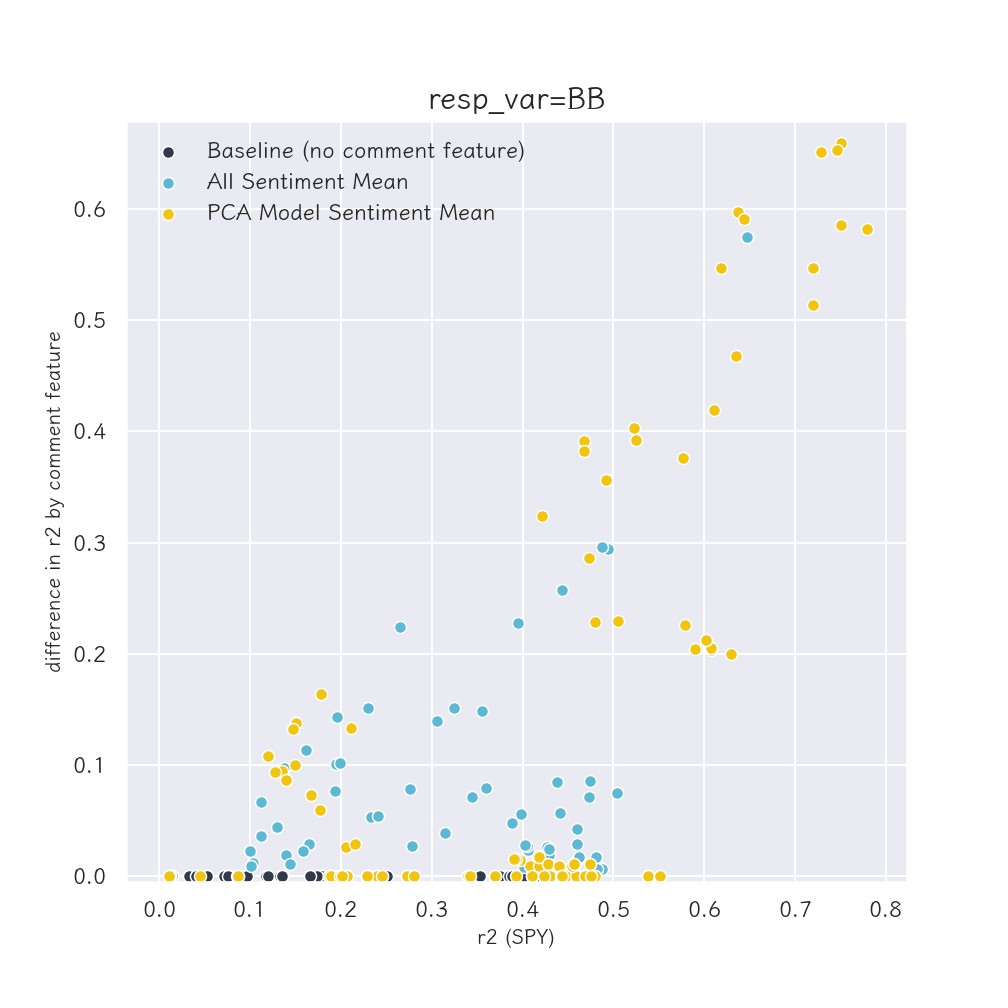 resp_var=BB
Baseline (no comment feature)
All Sentiment Mean
PCA Model Sentiment Mean
difference in r2 by comment feature
0.6
0.5
0.4
0.3
0.2
0.1
0.0
0.0 0.1 0.2 0.3 0.4 0.5 0.6 0.7 0.8
r2 (SPY)